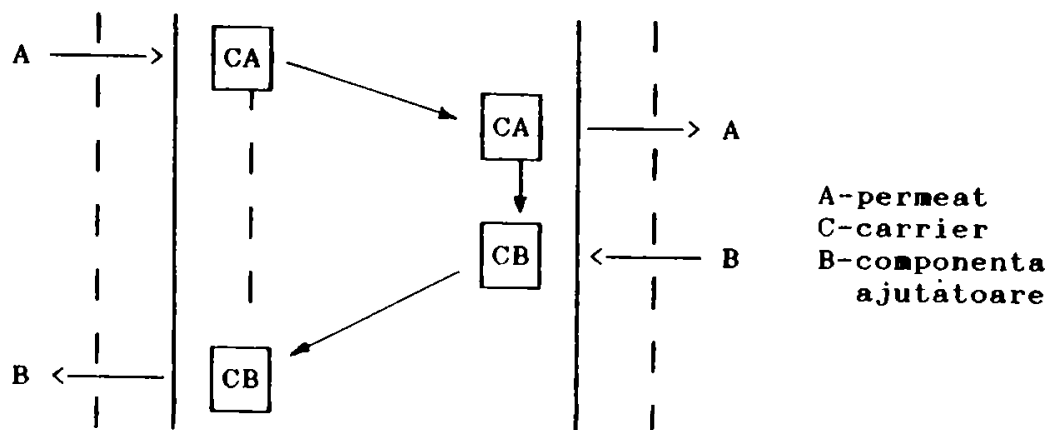 A CA
CA A
A-permeat
C-carrier
CB B B-componenta
ajutătoare
B CB